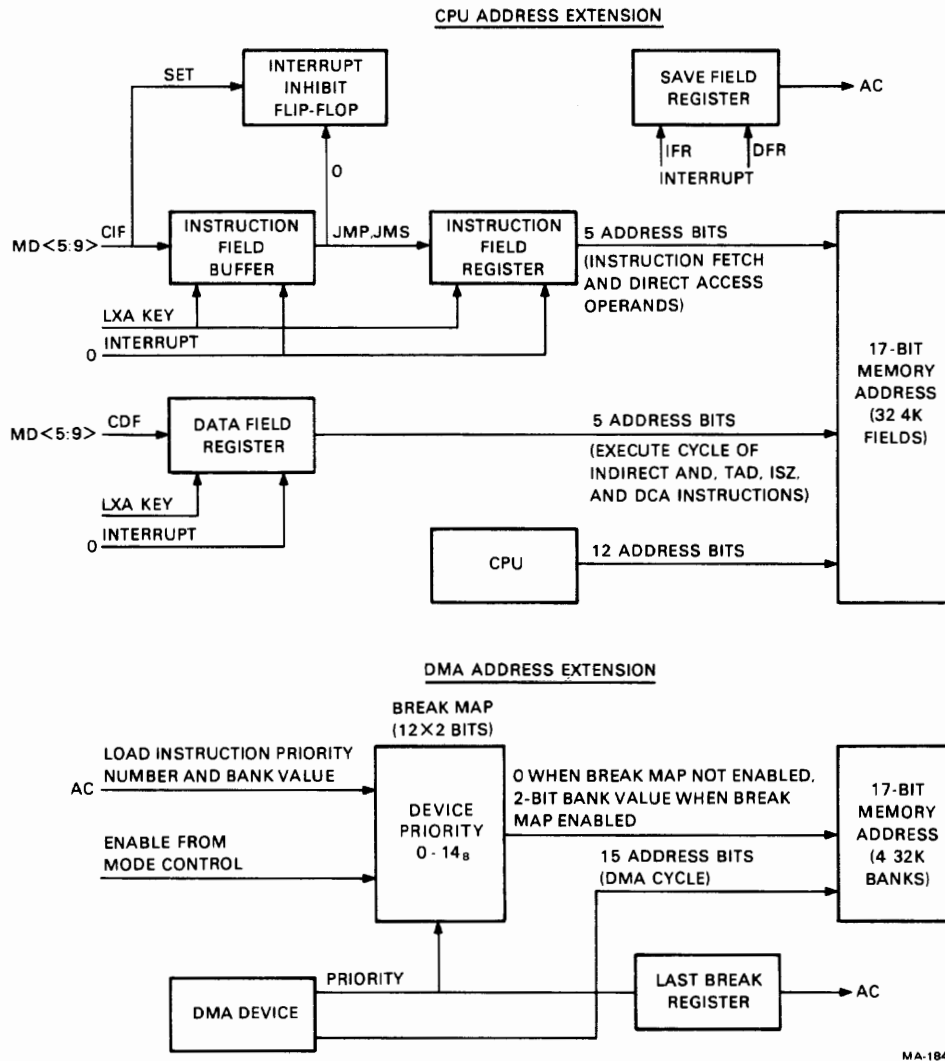 CPU ADDRESS EXTENSION
SET
INTERRUPT
INHIBIT
FLIP-FLOP
SAVE FIELD
REGISTER
AC
IFR
DFR
INTERRUPT
0
MD<5:9>
CIF
INSTRUCTION
FIELD
BUFFER
JMP,JMS
INSTRUCTION
FIELD
REGISTER
5 ADDRESS BITS
(INSTRUCTION FETCH
AND DIRECT ACCESS
OPERANDS)
LXA KEY
INTERRUPT
0
17-BIT
MEMORY
ADDRESS
(32 4K
FIELDS)
MD<5:9>
CDF
DATA FIELD
REGISTER
5 ADDRESS BITS
(EXECUTE CYCLE OF
INDIRECT AND, TAD, ISZ,
AND DCA INSTRUCTIONS)
LXA KEY
INTERRUPT
0
CPU
12 ADDRESS BITS
DMA ADDRESS EXTENSION
BREAK MAP
(12×2 BITS)
LOAD INSTRUCTION PRIORITY
NUMBER AND BANK VALUE
AC
DEVICE
PRIORITY
0 - 14₈
ENABLE FROM
MODE CONTROL
0 WHEN BREAK MAP NOT ENABLED,
2-BIT BANK VALUE WHEN BREAK
MAP ENABLED
15 ADDRESS BITS
(DMA CYCLE)
17-BIT
MEMORY
ADDRESS
(4 32K
BANKS)
PRIORITY
DMA DEVICE
LAST BREAK
REGISTER
AC
MA-184